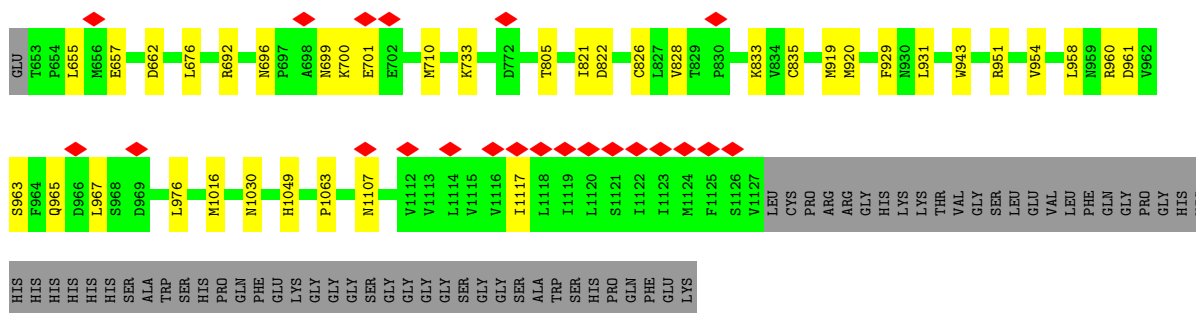 GLU T653 P654 L655 M656 E657 D662 L676 R692 N696 P697 A698 N699 K700 E701 E702 M710 K733 D772 T805 I821 D822 C826 L827 V828 T829 P830 K833 V834 C835 M919 M920 F929 N930 L931 W943 R951 V954 L958 N959 R960 D961 V962
S963 F964 Q965 D966 L967 S968 D969 L976 M1016 N1030 H1049 P1063 N1107 V1112 V1113 L1114 V1115 V1116 I1117 L1118 I1119 L1120 S1121 I1122 I1123 M1124 F1125 S1126 V1127 LEU CYS PRO ARG ARG GLY HIS LYS LYS THR VAL GLY SER LEU GLU VAL LEU PHE GLN GLY PRO GLY HIS
HIS HIS HIS HIS HIS HIS SER ALA TRP SER HIS PRO GLN PHE GLU LYS GLY GLY GLY SER GLY GLY GLY SER GLY GLY SER ALA TRP SER HIS PRO GLN PHE GLU LYS